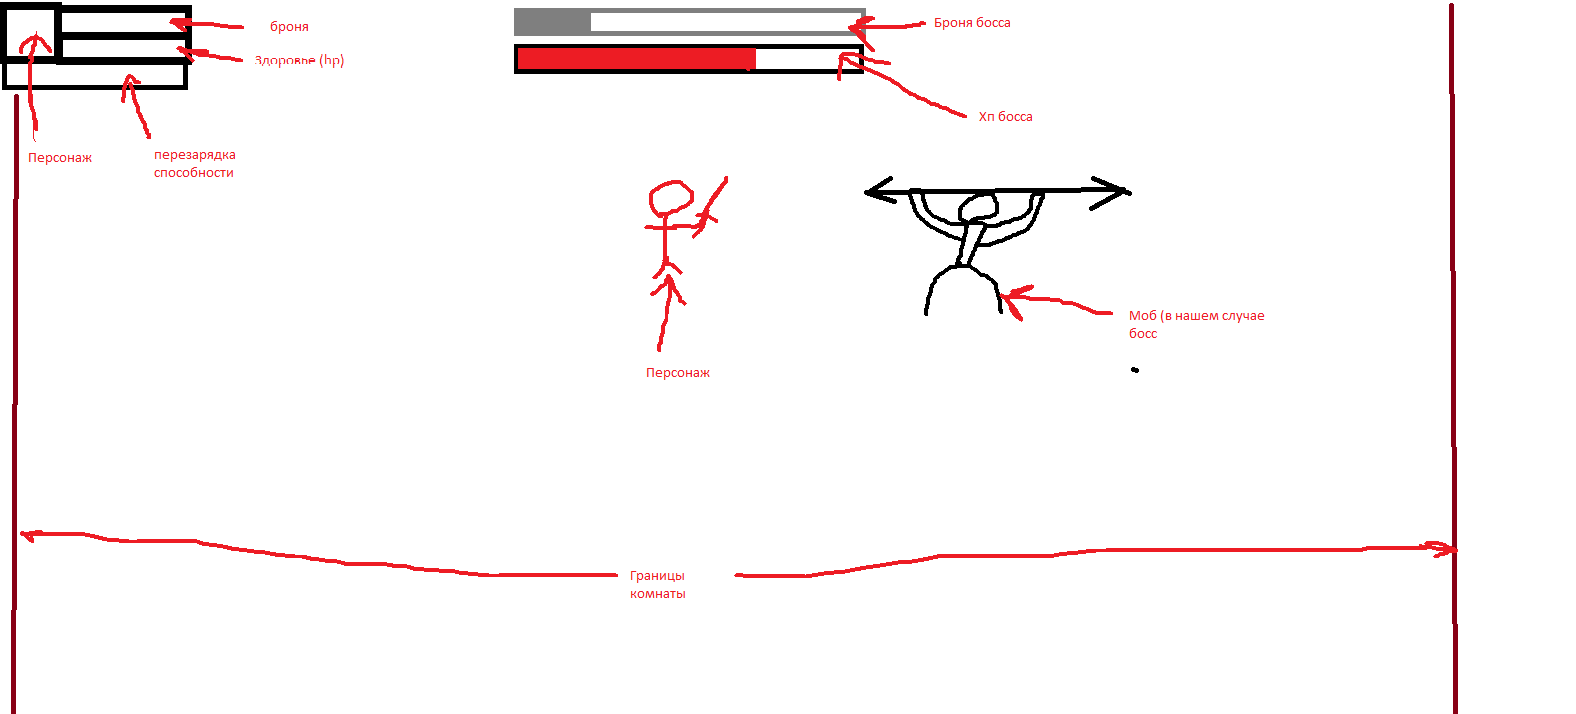 броня
Броня босса
Здоровье (hp)
Хп босса
Персонаж
перезарядка
способности
Моб (в нашем случае
босс
Персонаж
Границы
комнаты